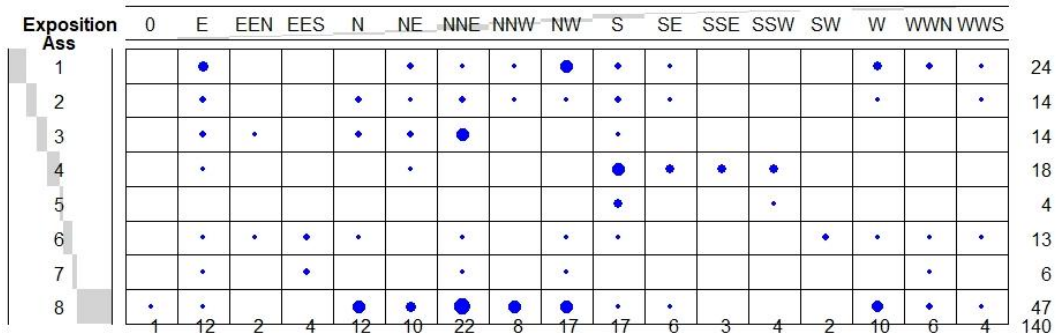 Exposition 0 E EEN EES N NE NNE NNW NW S SE SSE SSW SW W WWN WWS
Ass
1 24
2 14
3 14
4 18
5 4
6 13
7 6
8 47
1 12 2 4 12 10 22 8 17 17 6 3 4 2 10 6 4 140